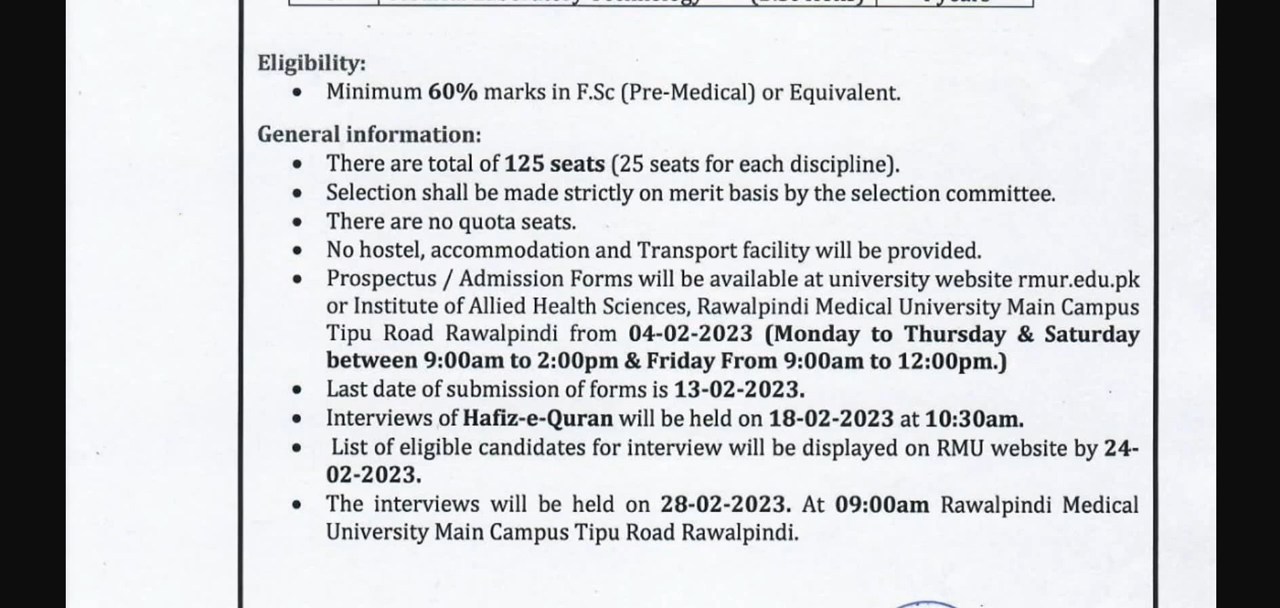 Eligibility:
• Minimum 60% marks in F.Sc (Pre-Medical) or Equivalent.
General information:
• There are total of 125 seats (25 seats for each discipline).
• Selection shall be made strictly on merit basis by the selection committee.
• There are no quota seats.
• No hostel, accommodation and Transport facility will be provided.
• Prospectus / Admission Forms will be available at university website rmur.edu.pk
or Institute of Allied Health Sciences, Rawalpindi Medical University Main Campus
Tipu Road Rawalpindi from 04-02-2023 (Monday to Thursday & Saturday
between 9:00am to 2:00pm & Friday From 9:00am to 12:00pm.)
• Last date of submission of forms is 13-02-2023.
• Interviews of Hafiz-e-Quran will be held on 18-02-2023 at 10:30am.
• List of eligible candidates for interview will be displayed on RMU website by 24-
02-2023.
• The interviews will be held on 28-02-2023. At 09:00am Rawalpindi Medical
University Main Campus Tipu Road Rawalpindi.